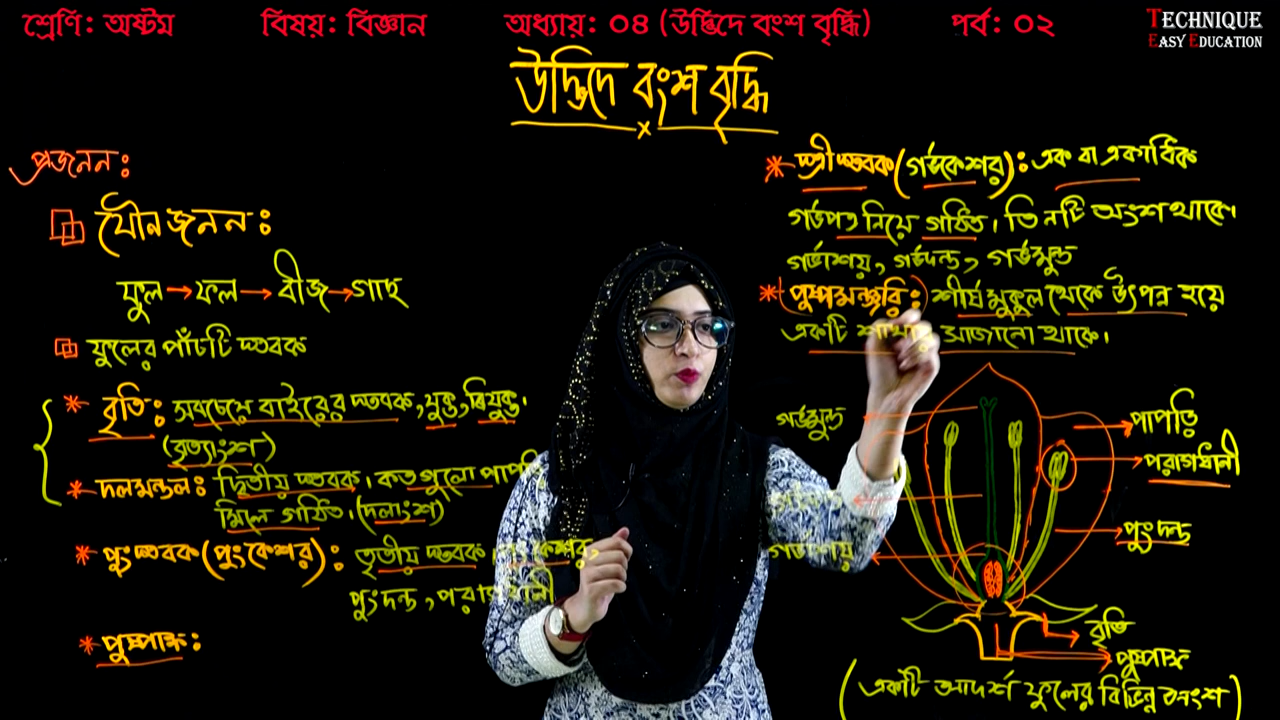 শ্রেণি: অষ্টম বিষয়: বিজ্ঞান অধ্যায়: ০৪ (উদ্ভিদে বংশ বৃদ্ধি) পর্ব: ০২
TECHNIQUE
EASY EDUCATION
উদ্ভিদে বংশ বৃদ্ধি
প্রজনন:
যৌন জনন:
ফুল → ফল → বীজ → গাছ
ফুলের পাঁচটি স্তবক
* বৃতি: সবচেয়ে বাইরের স্তবক, যুক্ত, বিযুক্ত।
(বৃত্যাংশ)
* দলমন্ডল: দ্বিতীয় স্তবক। কতগুলো
মিলে গঠিত। (দলাংশ)
* পুংস্তবক (পুংকেশর): তৃতীয় স্তবক
পুংদন্ড,
* পুষ্পাক্ষ:
* স্ত্রী স্তবক (গর্ভকেশর): এক বা একাধিক
গর্ভপত্র নিয়ে গঠিত। তিনটি অংশ থাকে।
গর্ভাশয়, গর্ভদন্ড, গর্ভমুন্ড
* (পুষ্পমঞ্জরি:) শীর্ষ মুকুল থেকে উৎপন্ন হয়ে
একটি শাখায় সাজানো থাকে।
গর্ভমুন্ড
পাপড়ি
পরাগধানী
পুংদন্ড
গর্ভাশয়
বৃতি
পুষ্পাক্ষ
(একটি আদর্শ ফুলের বিভিন্ন অংশ)